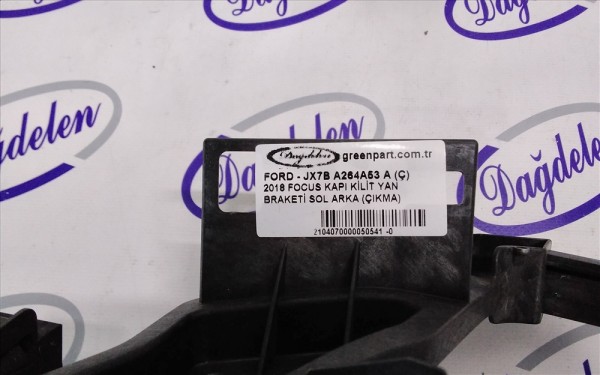 Dağdelen
Dağdelen
Dağdelen
Dağdelen greenpart.com.tr
FORD - JX7B A264A53 A (Ç)
2018 FOCUS KAPI KİLİT YAN
BRAKETİ SOL ARKA (ÇIKMA)
2104070000050541 -0